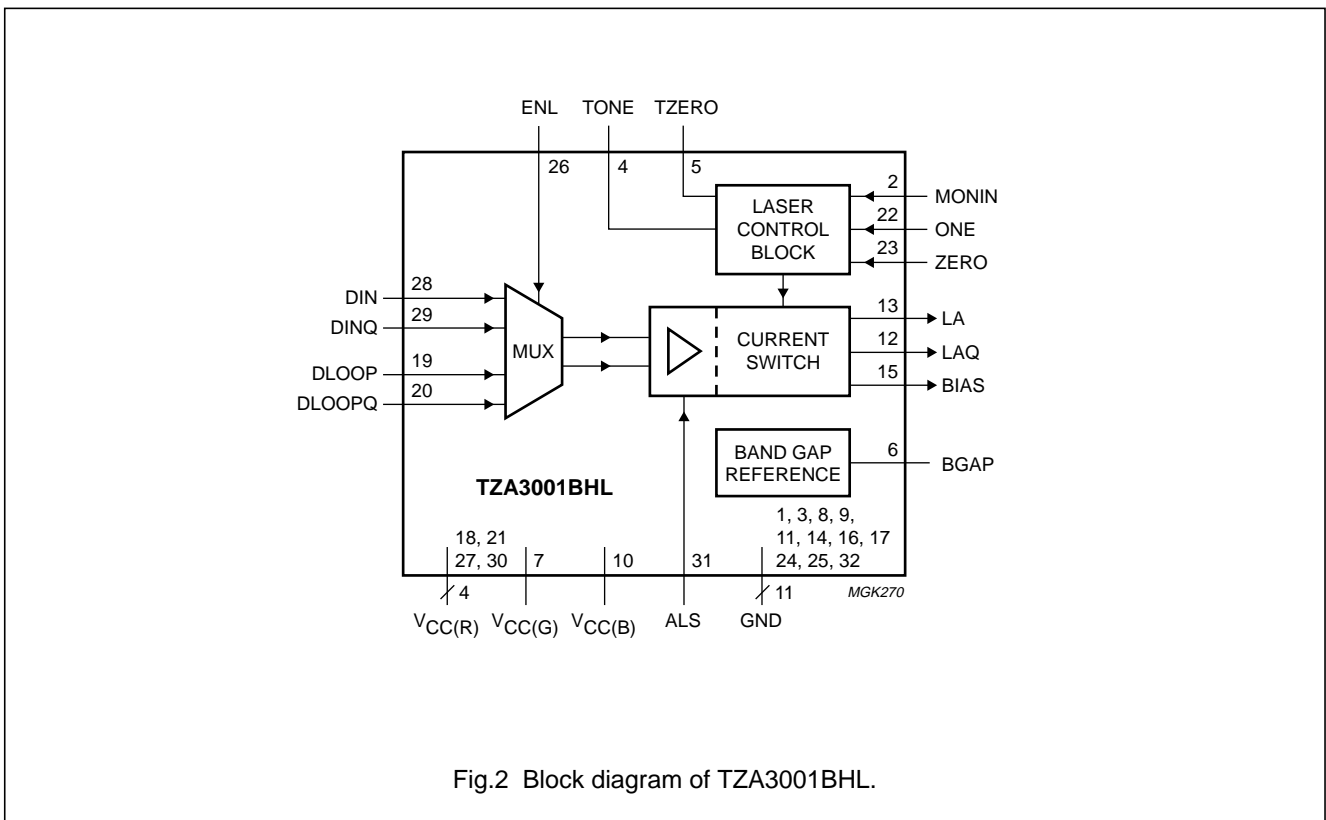 ENL TONE TZERO
26 4 5
LASER
CONTROL
BLOCK
2 MONIN
22 ONE
23 ZERO
DIN 28
DINQ 29
DLOOP 19
DLOOPQ 20
MUX
CURRENT
SWITCH
13 LA
12 LAQ
15 BIAS
BAND GAP
REFERENCE
6 BGAP
TZA3001BHL
18, 21
27, 30 7 10 31
1, 3, 8, 9,
11, 14, 16, 17
24, 25, 32
4 11 MGK270
VCC(R) VCC(G) VCC(B) ALS GND
Fig.2 Block diagram of TZA3001BHL.